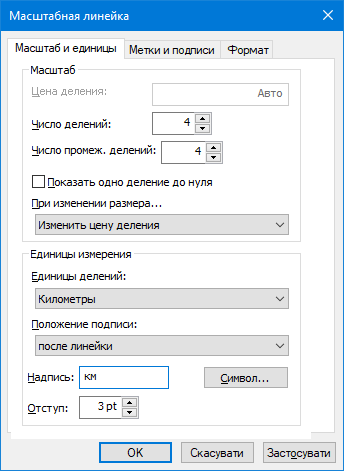 Масштабная линейка
Масштаб и единицы Метки и подписи Формат
Масштаб
Цена деления: Авто
Число делений: 4
Число промеж. делений: 4
Показать одно деление до нуля
При изменении размера...
Изменить цену деления
Единицы измерения
Единицы делений:
Километры
Положение подписи:
после линейки
Надпись: км Символ...
Отступ: 3 pt
OK Скасувати Застосувати